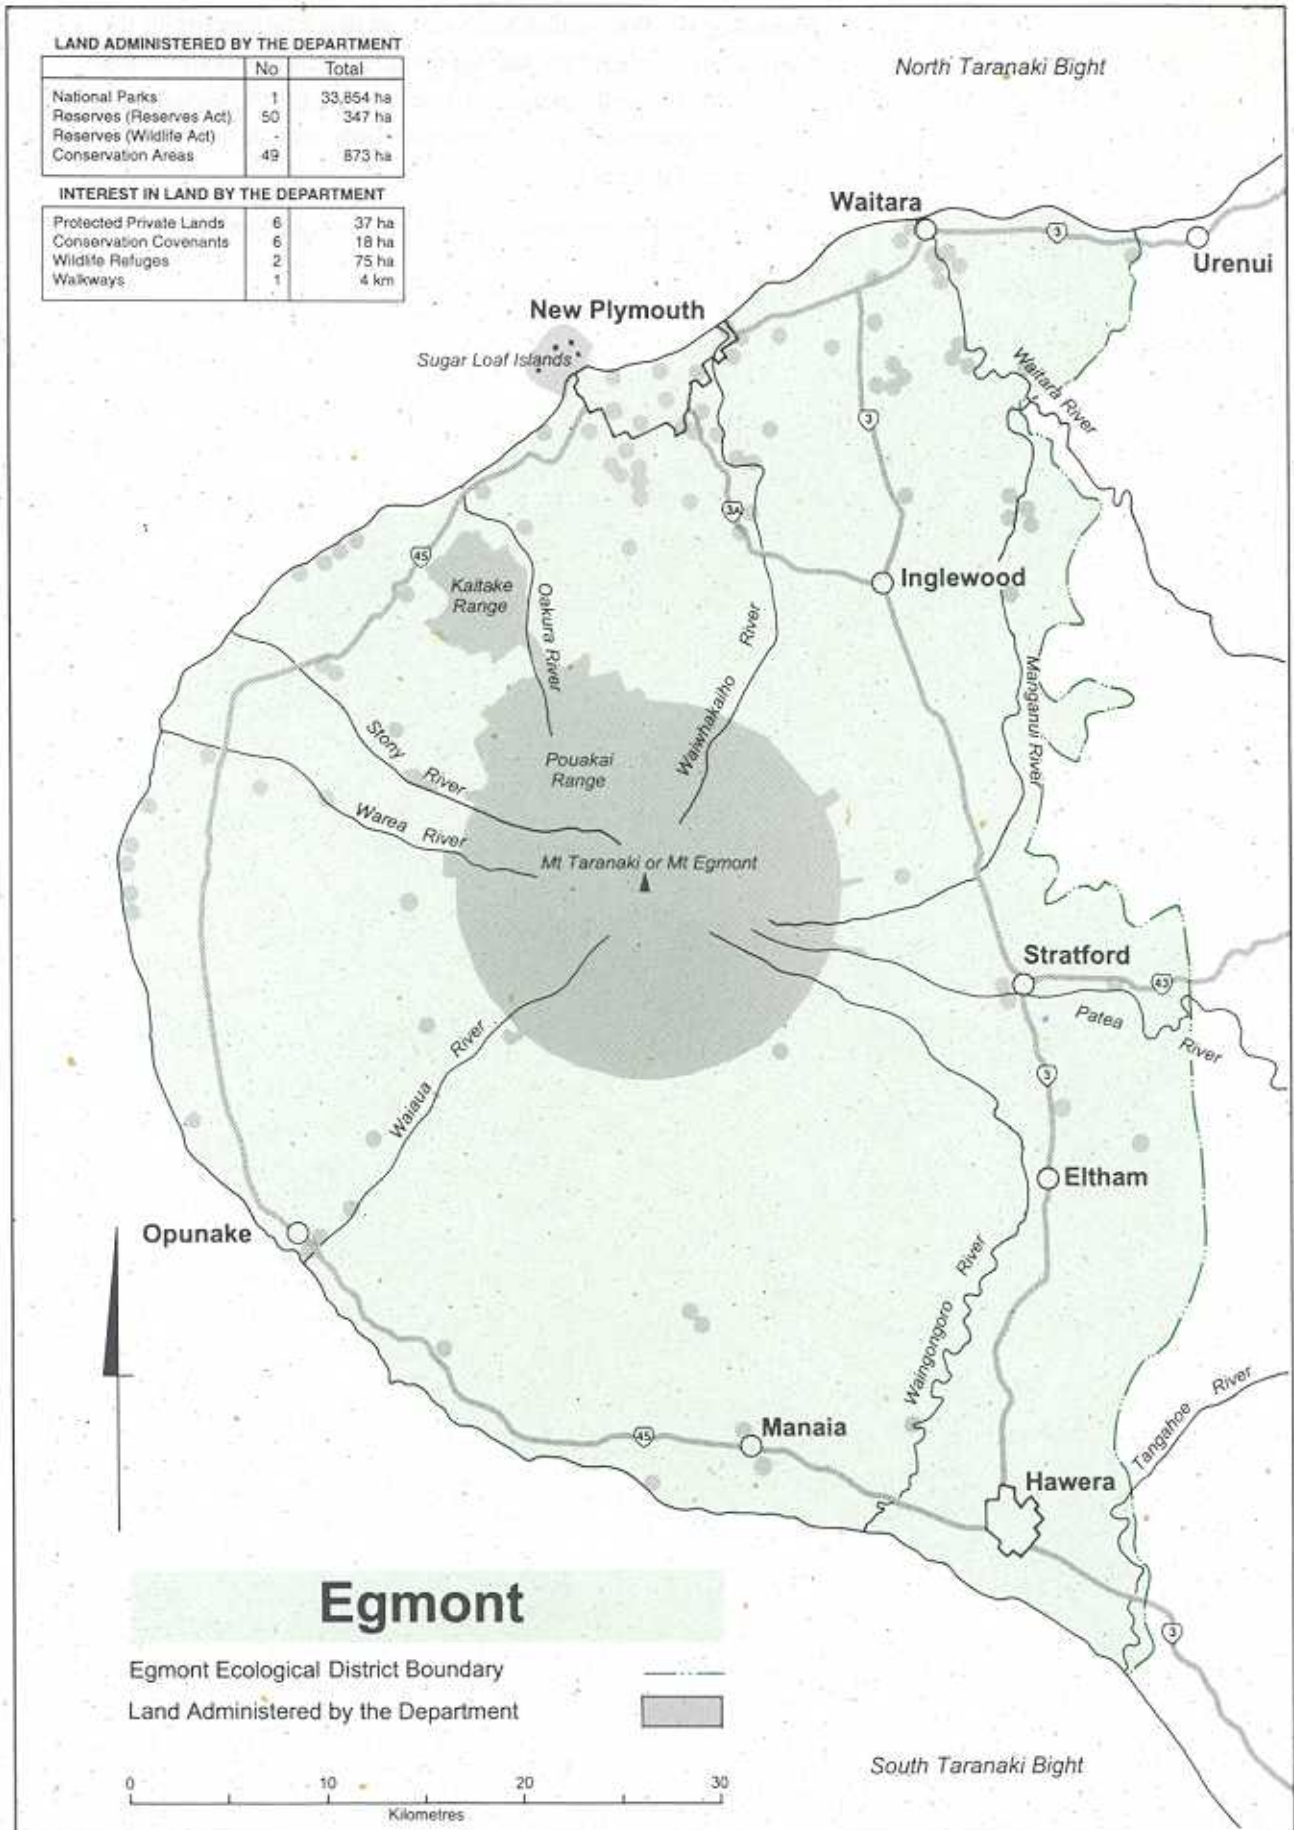 LAND ADMINISTERED BY THE DEPARTMENT
No Total
National Parks 1 33,854 ha
Reserves (Reserves Act) 50 347 ha
Reserves (Wildlife Act) - -
Conservation Areas 49 873 ha
INTEREST IN LAND BY THE DEPARTMENT
Protected Private Lands 6 37 ha
Conservation Covenants 6 18 ha
Wildlife Refuges 2 75 ha
Walkways 1 4 km
North Taranaki Bight
Waitara
3
Urenui
New Plymouth
Sugar Loaf Islands
Waitara River
3
3A
45
Inglewood
Kaitake
Range
Oakura River
Waiwhakaiho River
Manganui River
Stony River
Pouakai
Range
Warea River
Mt Taranaki or Mt Egmont
Stratford
43
Patea River
Waiaua River
3
Eltham
Opunake
Waingongoro River
Tangahoe River
45
Manaia
Hawera
3
Egmont
Egmont Ecological District Boundary
Land Administered by the Department
South Taranaki Bight
0 10 20 30
Kilometres